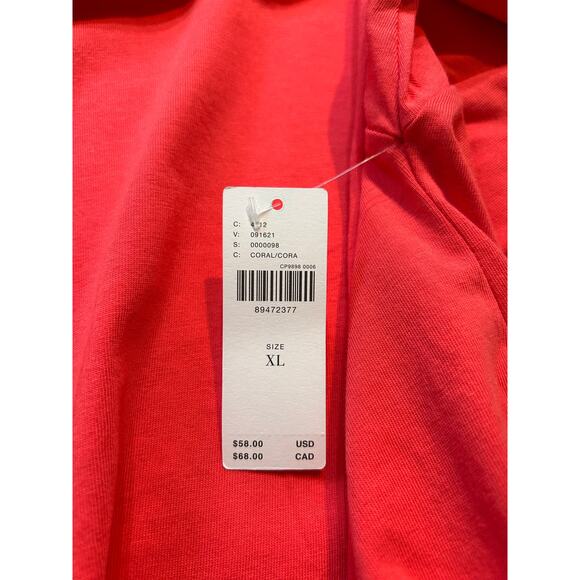 C:
V: 091621
S: 0000098
C: CORAL/CORA
CP9898 0006
89472377
SIZE
XL
$58.00 USD
$68.00 CAD